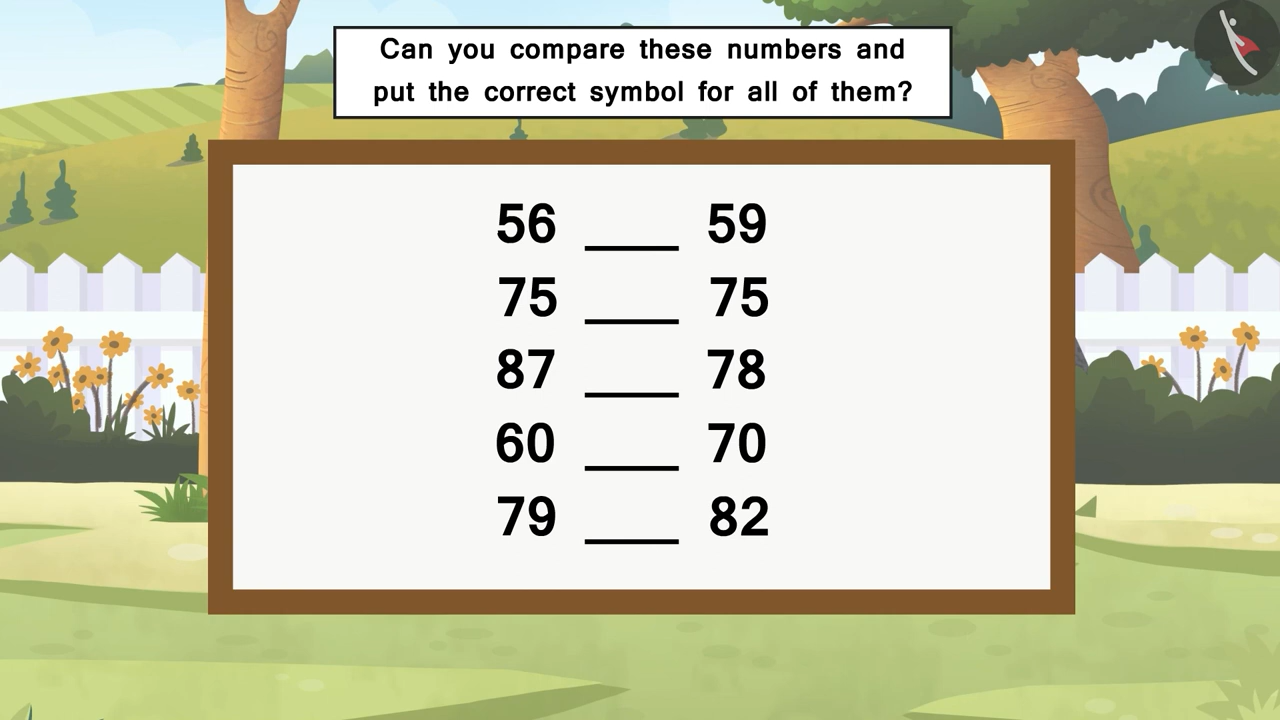 Can you compare these numbers and
put the correct symbol for all of them?
56 ____ 59
75 ____ 75
87 ____ 78
60 ____ 70
79 ____ 82